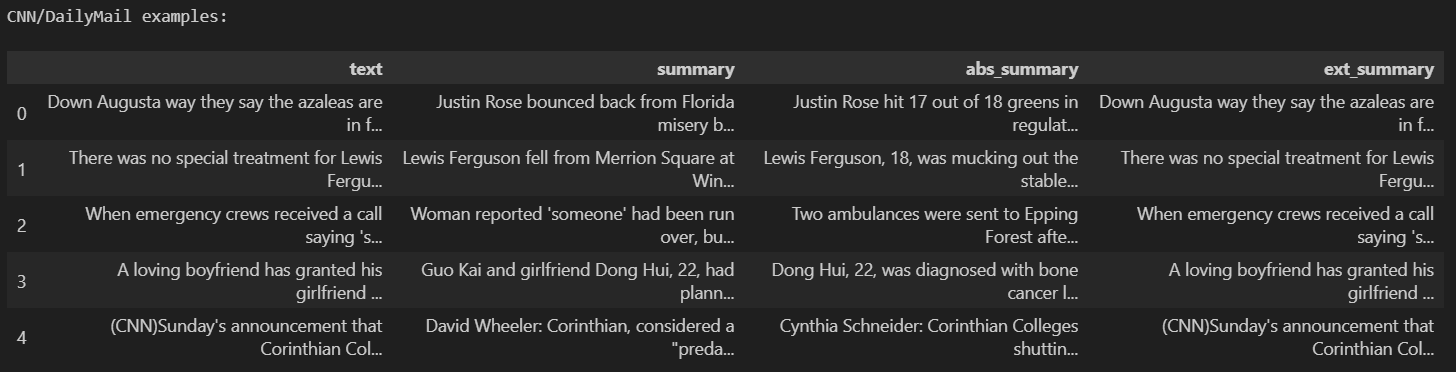 CNN/DailyMail examples:
text summary abs_summary ext_summary
0 Down Augusta way they say the azaleas are in f... Justin Rose bounced back from Florida misery b... Justin Rose hit 17 out of 18 greens in regulat... Down Augusta way they say the azaleas are in f...
1 There was no special treatment for Lewis Fergu... Lewis Ferguson fell from Merrion Square at Win... Lewis Ferguson, 18, was mucking out the stable... There was no special treatment for Lewis Fergu...
2 When emergency crews received a call saying 's... Woman reported 'someone' had been run over, bu... Two ambulances were sent to Epping Forest afte... When emergency crews received a call saying 's...
3 A loving boyfriend has granted his girlfriend ... Guo Kai and girlfriend Dong Hui, 22, had plann... Dong Hui, 22, was diagnosed with bone cancer l... A loving boyfriend has granted his girlfriend ...
4 (CNN)Sunday's announcement that Corinthian Col... David Wheeler: Corinthian, considered a "preda... Cynthia Schneider: Corinthian Colleges shuttin... (CNN)Sunday's announcement that Corinthian Col...